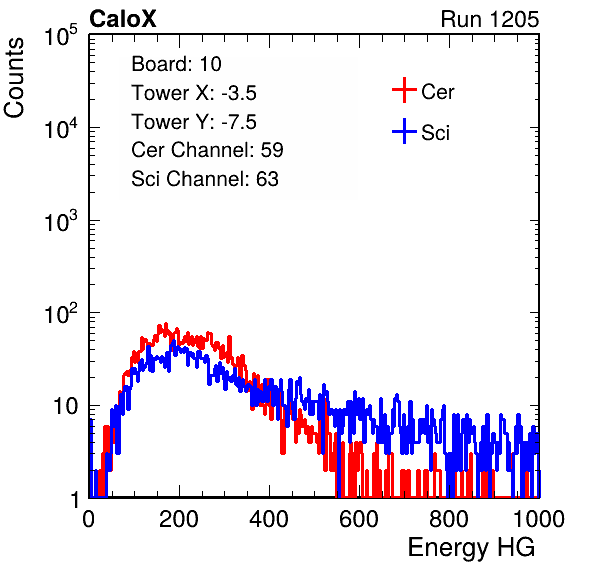 CaloX Run 1205
Counts
10^5
10^4
10^3
10^2
10
1
Board: 10
Tower X: -3.5
Tower Y: -7.5
Cer Channel: 59
Sci Channel: 63
Cer
Sci
0 200 400 600 800 1000
Energy HG